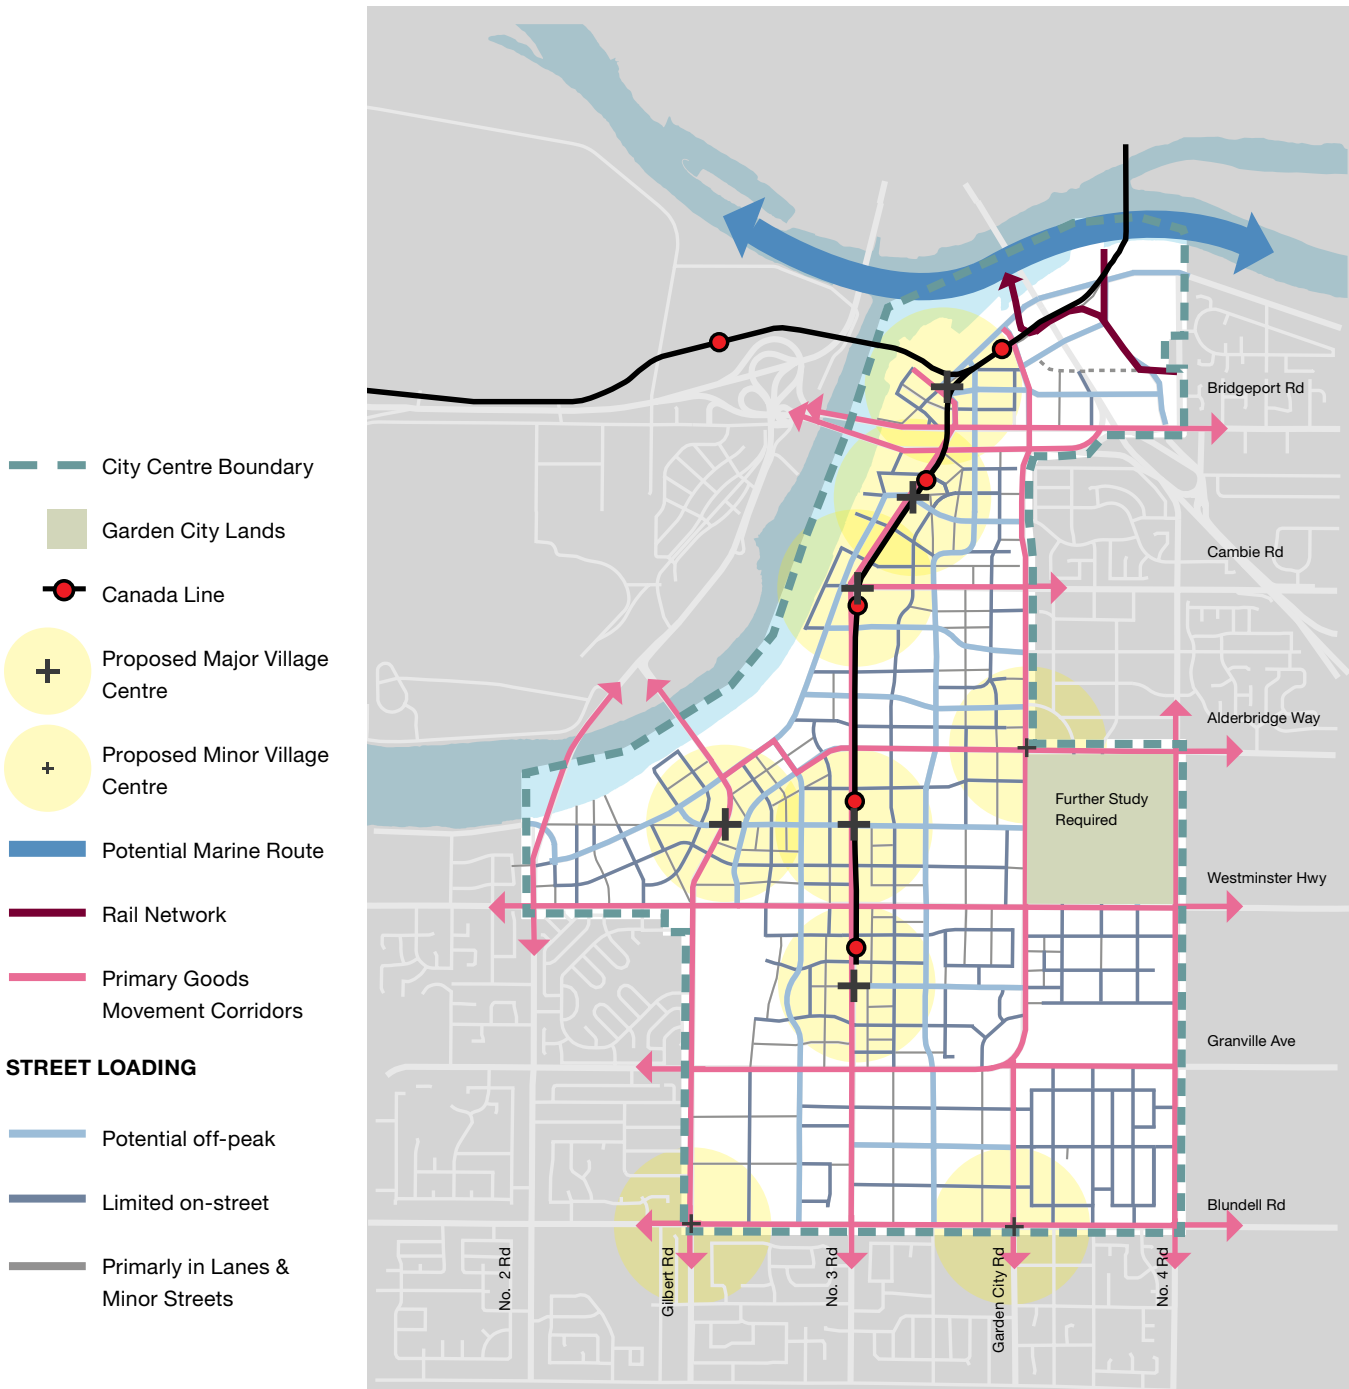 City Centre Boundary
Garden City Lands
Canada Line
Proposed Major Village
Centre
Proposed Minor Village
Centre
Potential Marine Route
Rail Network
Primary Goods
Movement Corridors
STREET LOADING
Potential off-peak
Limited on-street
Primarly in Lanes &
Minor Streets
Bridgeport Rd
Cambie Rd
Alderbridge Way
Further Study
Required
Westminster Hwy
Granville Ave
Blundell Rd
No. 2 Rd
Gilbert Rd
No. 3 Rd
Garden City Rd
No. 4 Rd